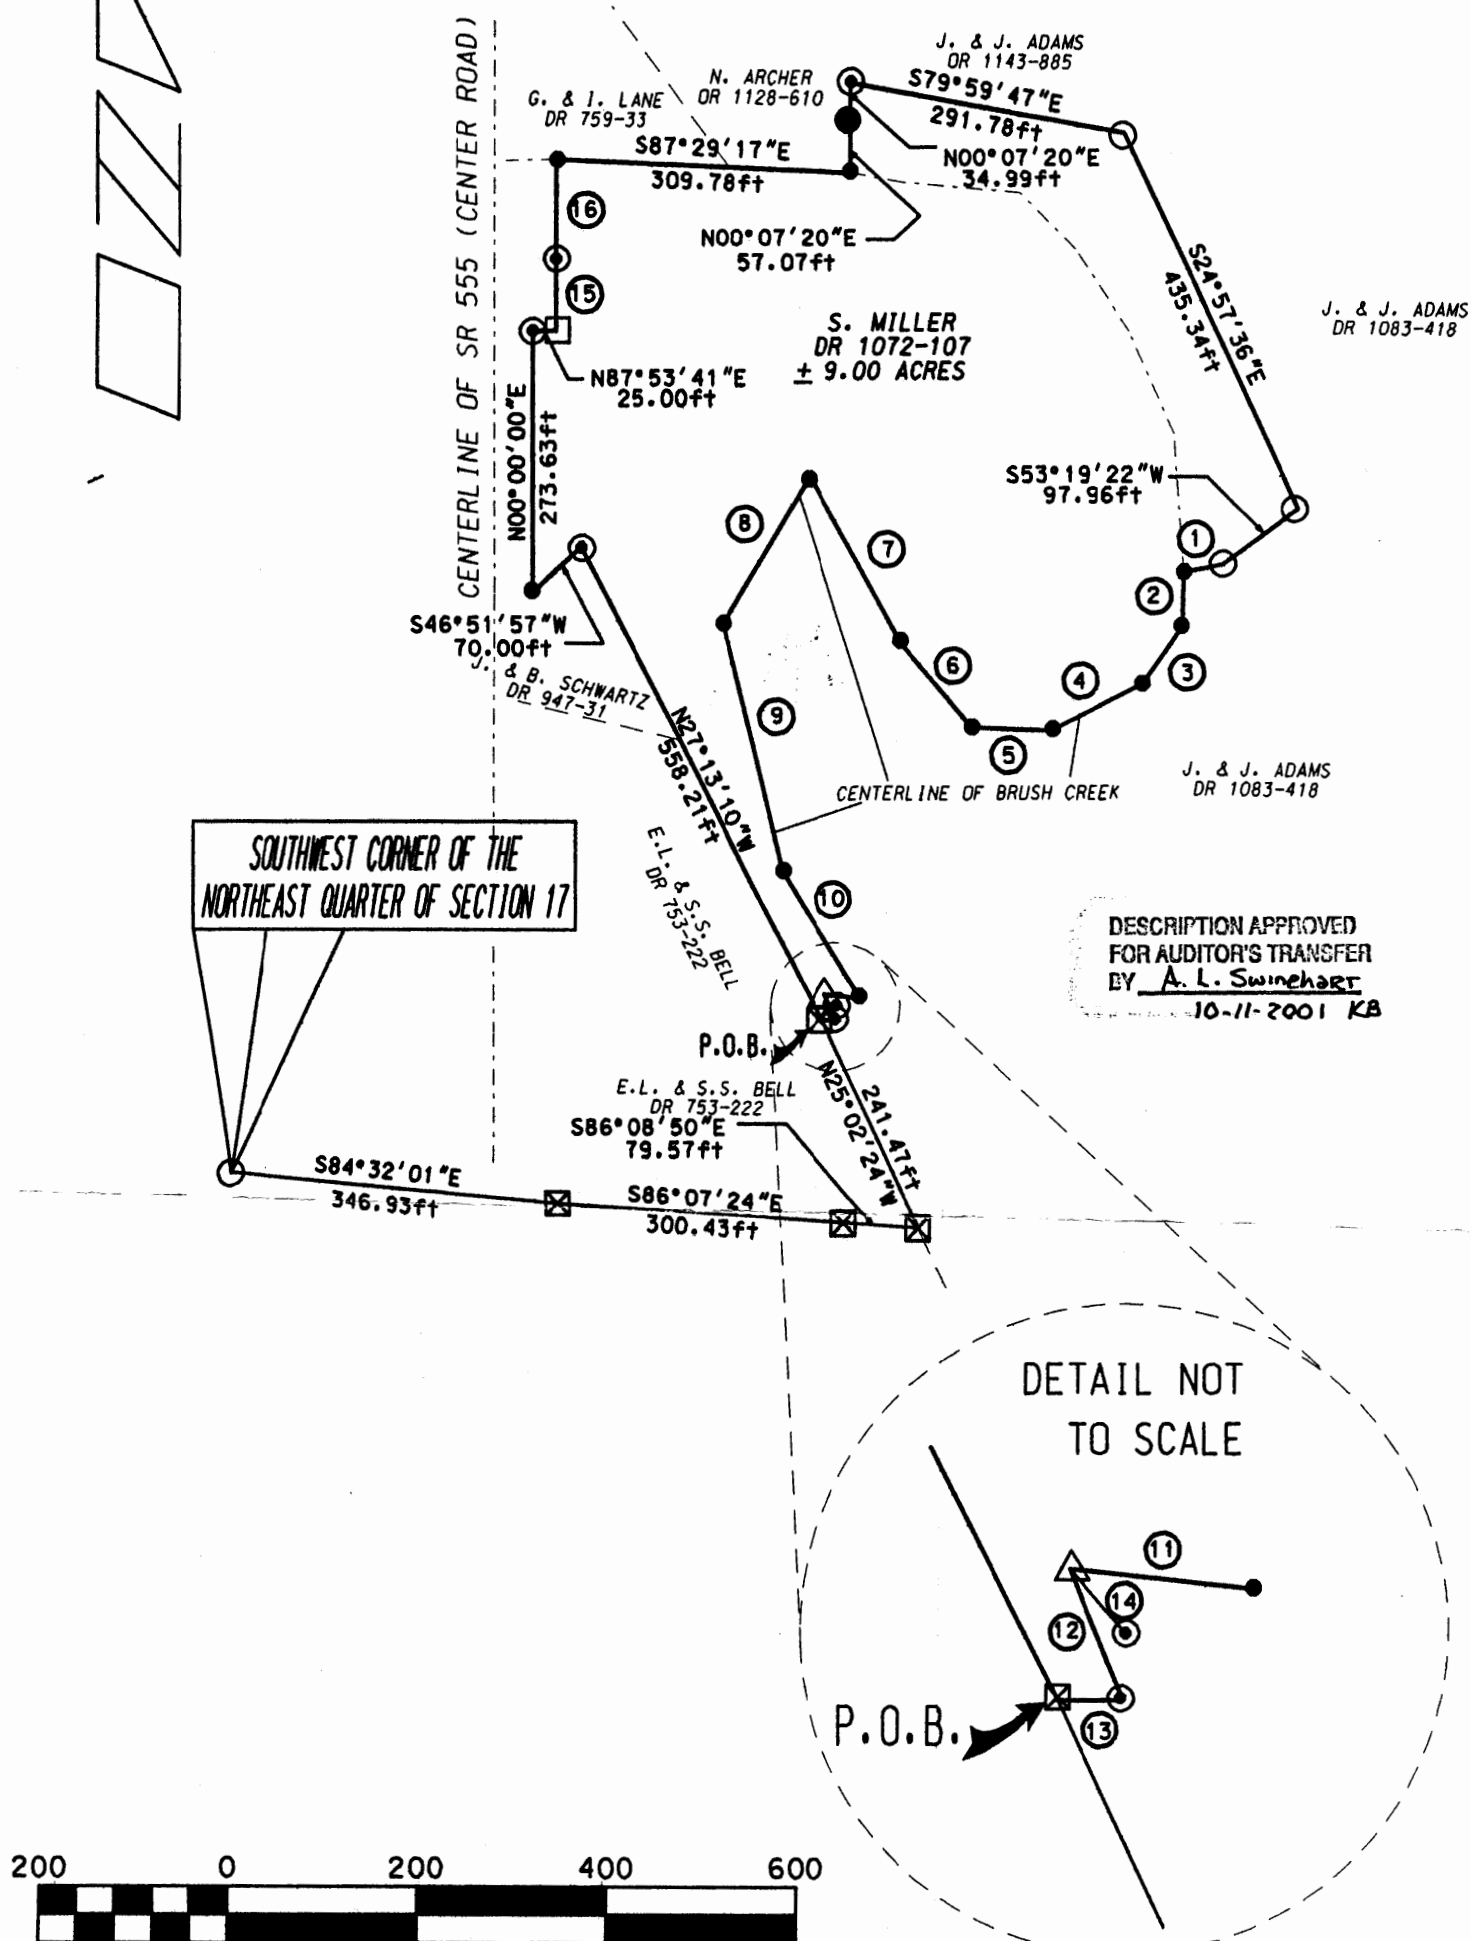 J. & J. ADAMS
OR 1143-885
S79°59'47"E
291.78ft
N. ARCHER
OR 1128-610
G. & I. LANE
DR 759-33
S87°29'17"E
309.78ft
N00°07'20"E
34.99ft
N00°07'20"E
57.07ft
16
15
CENTERLINE OF SR 555 (CENTER ROAD)
S. MILLER
DR 1072-107
± 9.00 ACRES
S24°57'36"E
435.34ft
J. & J. ADAMS
DR 1083-418
N87°53'41"E
25.00ft
N00°00'00"E
273.63ft
S53°19'22"W
97.96ft
1
2
3
4
5
6
7
8
9
10
S46°51'57"W
70.00ft
J. & B. SCHWARTZ
DR 947-31
N27°13'10"W
558.21ft
CENTERLINE OF BRUSH CREEK
J. & J. ADAMS
DR 1083-418
SOUTHWEST CORNER OF THE
NORTHEAST QUARTER OF SECTION 17
E.L. & S.S. BELL
DR 753-222
DESCRIPTION APPROVED
FOR AUDITOR'S TRANSFER
BY A. L. Swinehart
10-11-2001 KB
P.O.B.
E.L. & S.S. BELL
DR 753-222
S86°08'50"E
79.57ft
241.47ft
N25°02'24"W
S84°32'01"E
346.93ft
S86°07'24"E
300.43ft
DETAIL NOT
TO SCALE
11
14
12
13
P.O.B.
200 0 200 400 600